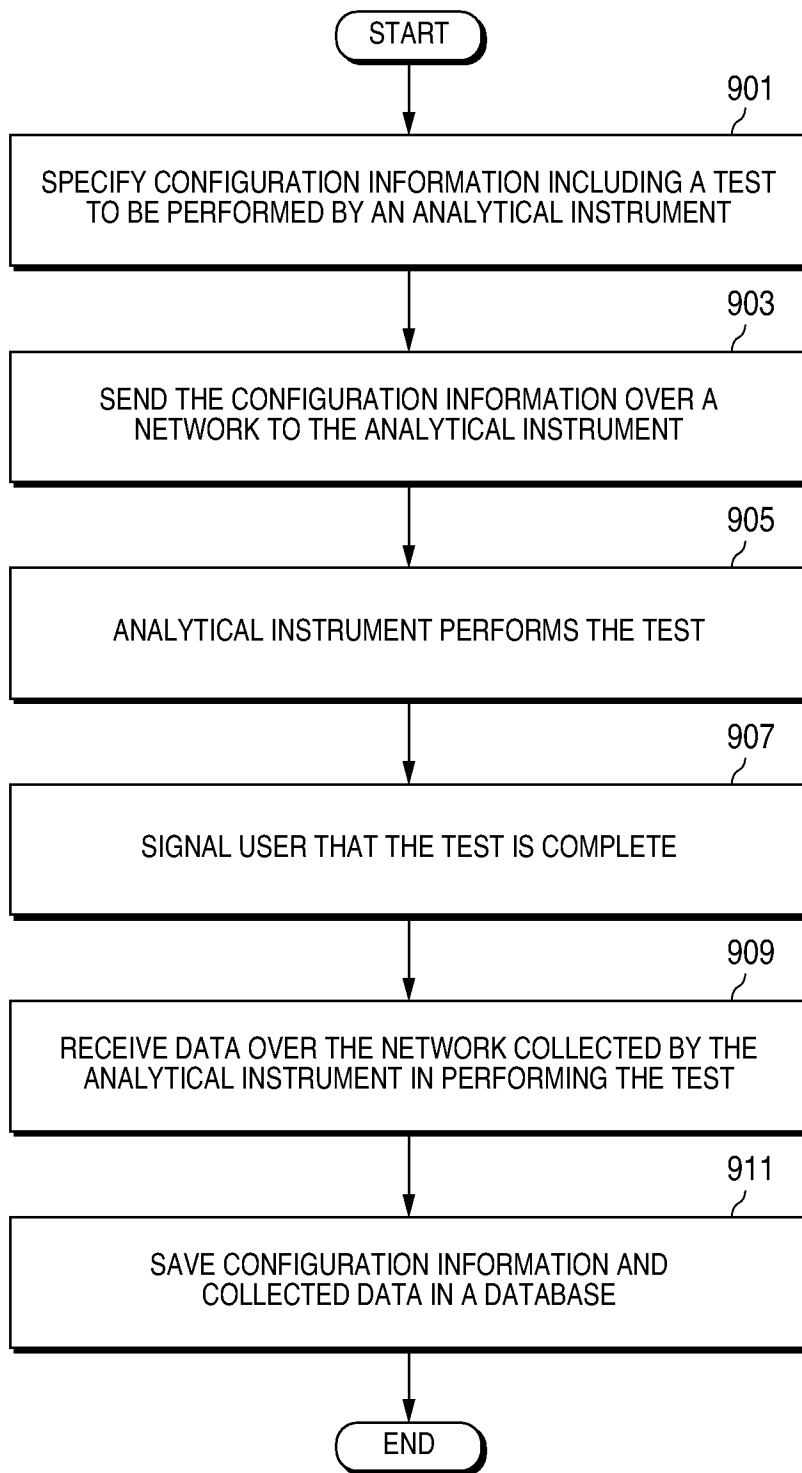 START
901
SPECIFY CONFIGURATION INFORMATION INCLUDING A TEST
TO BE PERFORMED BY AN ANALYTICAL INSTRUMENT
903
SEND THE CONFIGURATION INFORMATION OVER A
NETWORK TO THE ANALYTICAL INSTRUMENT
905
ANALYTICAL INSTRUMENT PERFORMS THE TEST
907
SIGNAL USER THAT THE TEST IS COMPLETE
909
RECEIVE DATA OVER THE NETWORK COLLECTED BY THE
ANALYTICAL INSTRUMENT IN PERFORMING THE TEST
911
SAVE CONFIGURATION INFORMATION AND
COLLECTED DATA IN A DATABASE
END